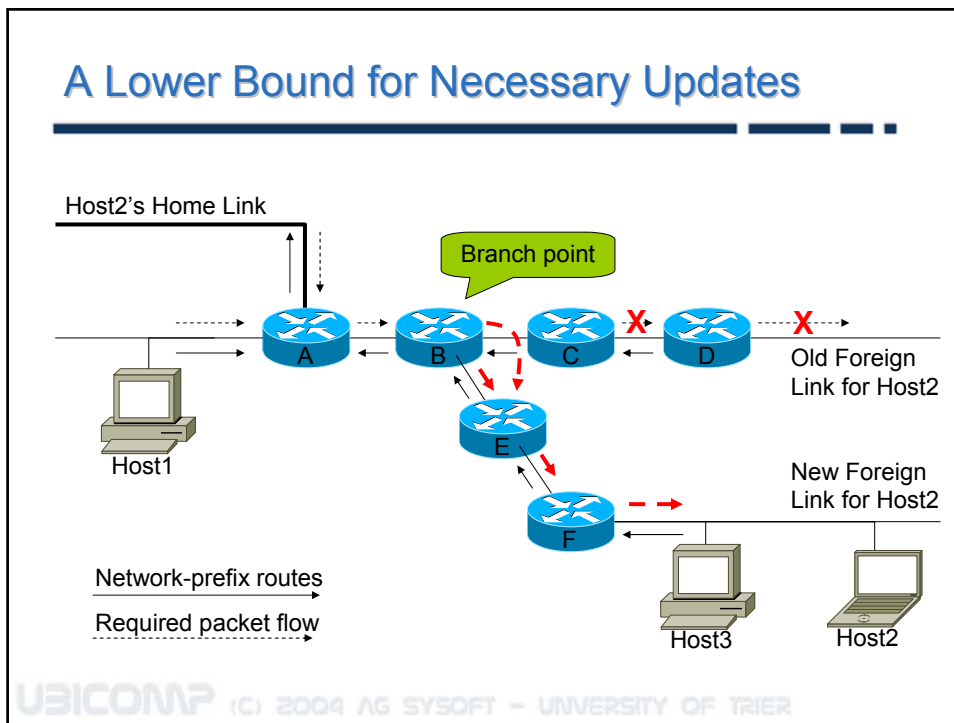 A Lower Bound for Necessary Updates
Host2's Home Link
Branch point
A
B
C
X
D
X
Old Foreign
Link for Host2
Host1
E
New Foreign
Link for Host2
F
Network-prefix routes
Required packet flow
Host3
Host2
UBICOMP (C) 2004 AG SYSOFT - UNIVERSITY OF TRIER